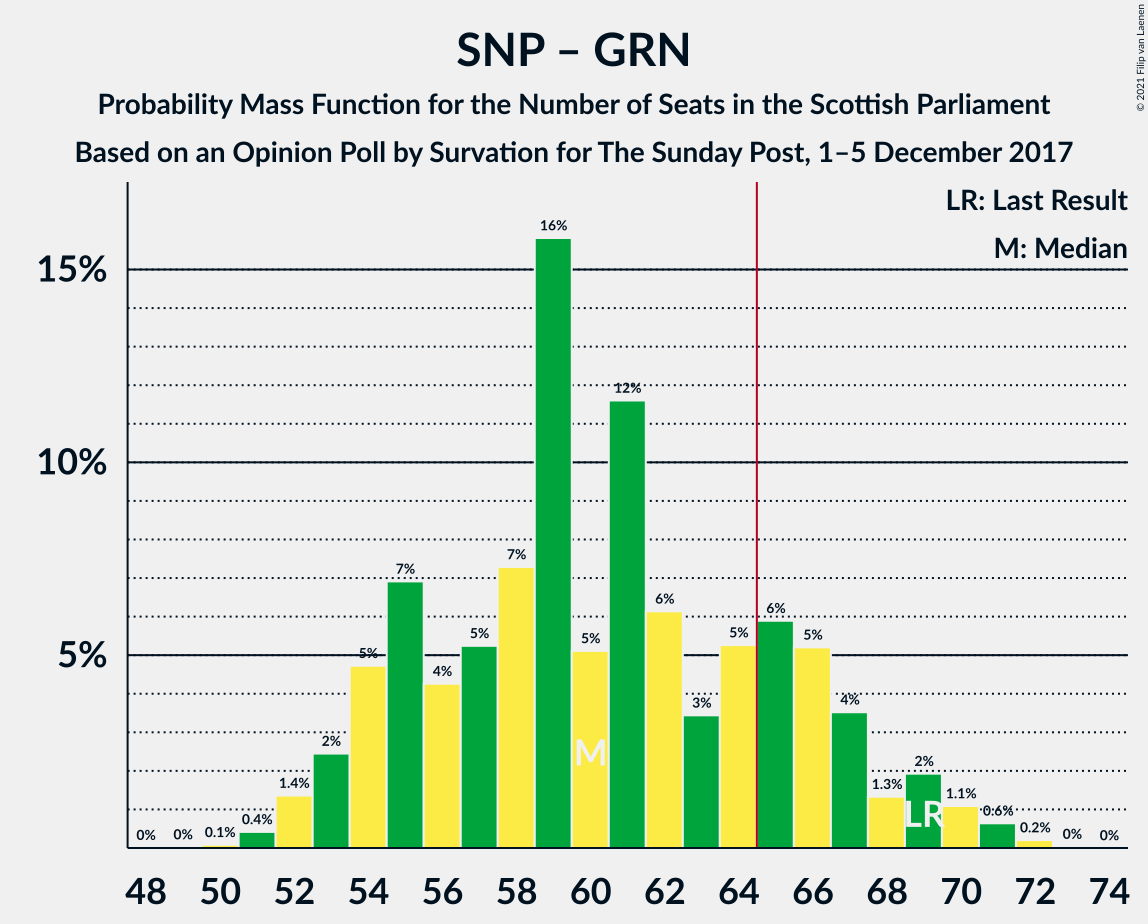 SNP – GRN
Probability Mass Function for the Number of Seats in the Scottish Parliament
Based on an Opinion Poll by Survation for The Sunday Post, 1–5 December 2017
© 2021 Filip van Laenen
LR: Last Result
M: Median
15%
10%
5%
0% 0% 0.1% 0.4% 1.4% 2% 5% 7% 4% 5% 7% 16% 5% 12% 6% 3% 5% 6% 5% 4% 1.3% 2% 1.1% 0.6% 0.2% 0% 0%
M
LR
48 50 52 54 56 58 60 62 64 66 68 70 72 74